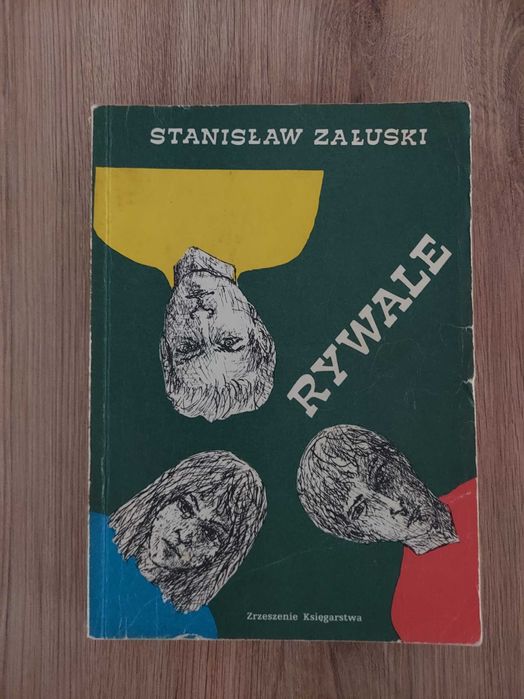 STANISŁAW ZAŁUSKI
RYWALE
Zrzeszenie Księgarstwa